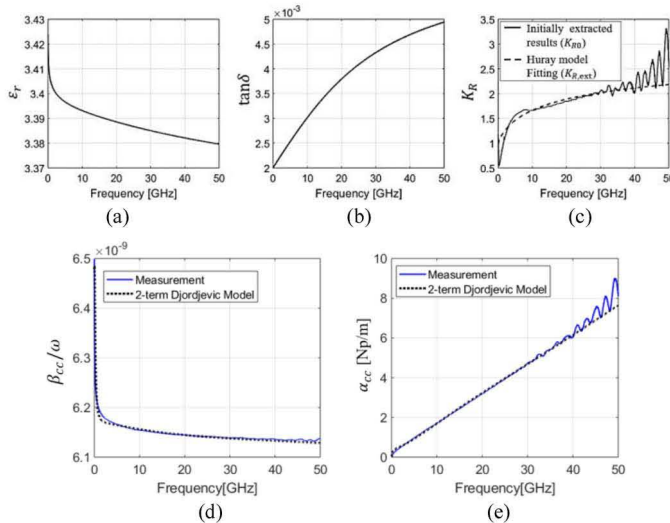 3.43
3.42
3.41
3.4
3.39
3.38
3.37
εr
0 10 20 30 40 50
Frequency [GHz]
(a)
×10⁻³
5
4.5
4
3.5
3
2.5
2
tanδ
0 10 20 30 40 50
Frequency [GHz]
(b)
3.5
3
2.5
2
1.5
1
0.5
K_R
Initially extracted
results (K_R0)
Huray model
Fitting (K_R,ext)
0 10 20 30 40 50
Frequency [GHz]
(c)
×10⁻⁹
6.5
6.4
6.3
6.2
6.1
β_cc/ω
Measurement
2-term Djordjevic Model
0 10 20 30 40 50
Frequency[GHz]
(d)
10
8
6
4
2
0
α_cc [Np/m]
Measurement
2-term Djordjevic Model
0 10 20 30 40 50
Frequency[GHz]
(e)